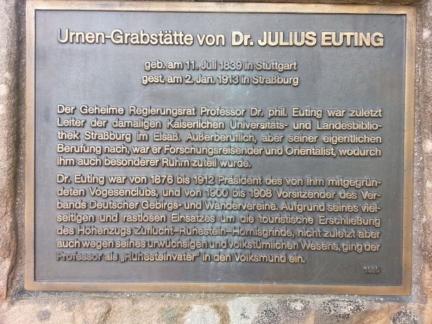 Urnen-Grabstätte von Dr. JULIUS EUTING
geb. am 11. Juli 1839 in Stuttgart
gest. am 2. Jan. 1913 in Straßburg
Der Geheime Regierungsrat Professor Dr. phil. Euting war zuletzt
Leiter der damaligen Kaiserlichen Universitäts- und Landesbiblio-
thek Straßburg im Elsaß. Außerberuflich, aber seiner eigentlichen
Berufung nach, war er Forschungsreisender und Orientalist, wodurch
ihm auch besonderer Ruhm zuteil wurde.
Dr. Euting war von 1876 bis 1912 Präsident des von ihm mitgegrün-
deten Vogesenclubs, und von 1900 bis 1908 Vorsitzender des Ver-
bands Deutscher Gebirgs- und Wandervereine. Aufgrund seines viel-
seitigen und rastlosen Einsatzes um die touristische Erschließung
des Höhenzugs Zuflucht-Ruhestein-Hornisgrinde, nicht zuletzt aber
auch wegen seines urwüchsigen und volkstümlichen Wesens, ging der
Professor als „Ruhesteinvater" in den Volksmund ein.